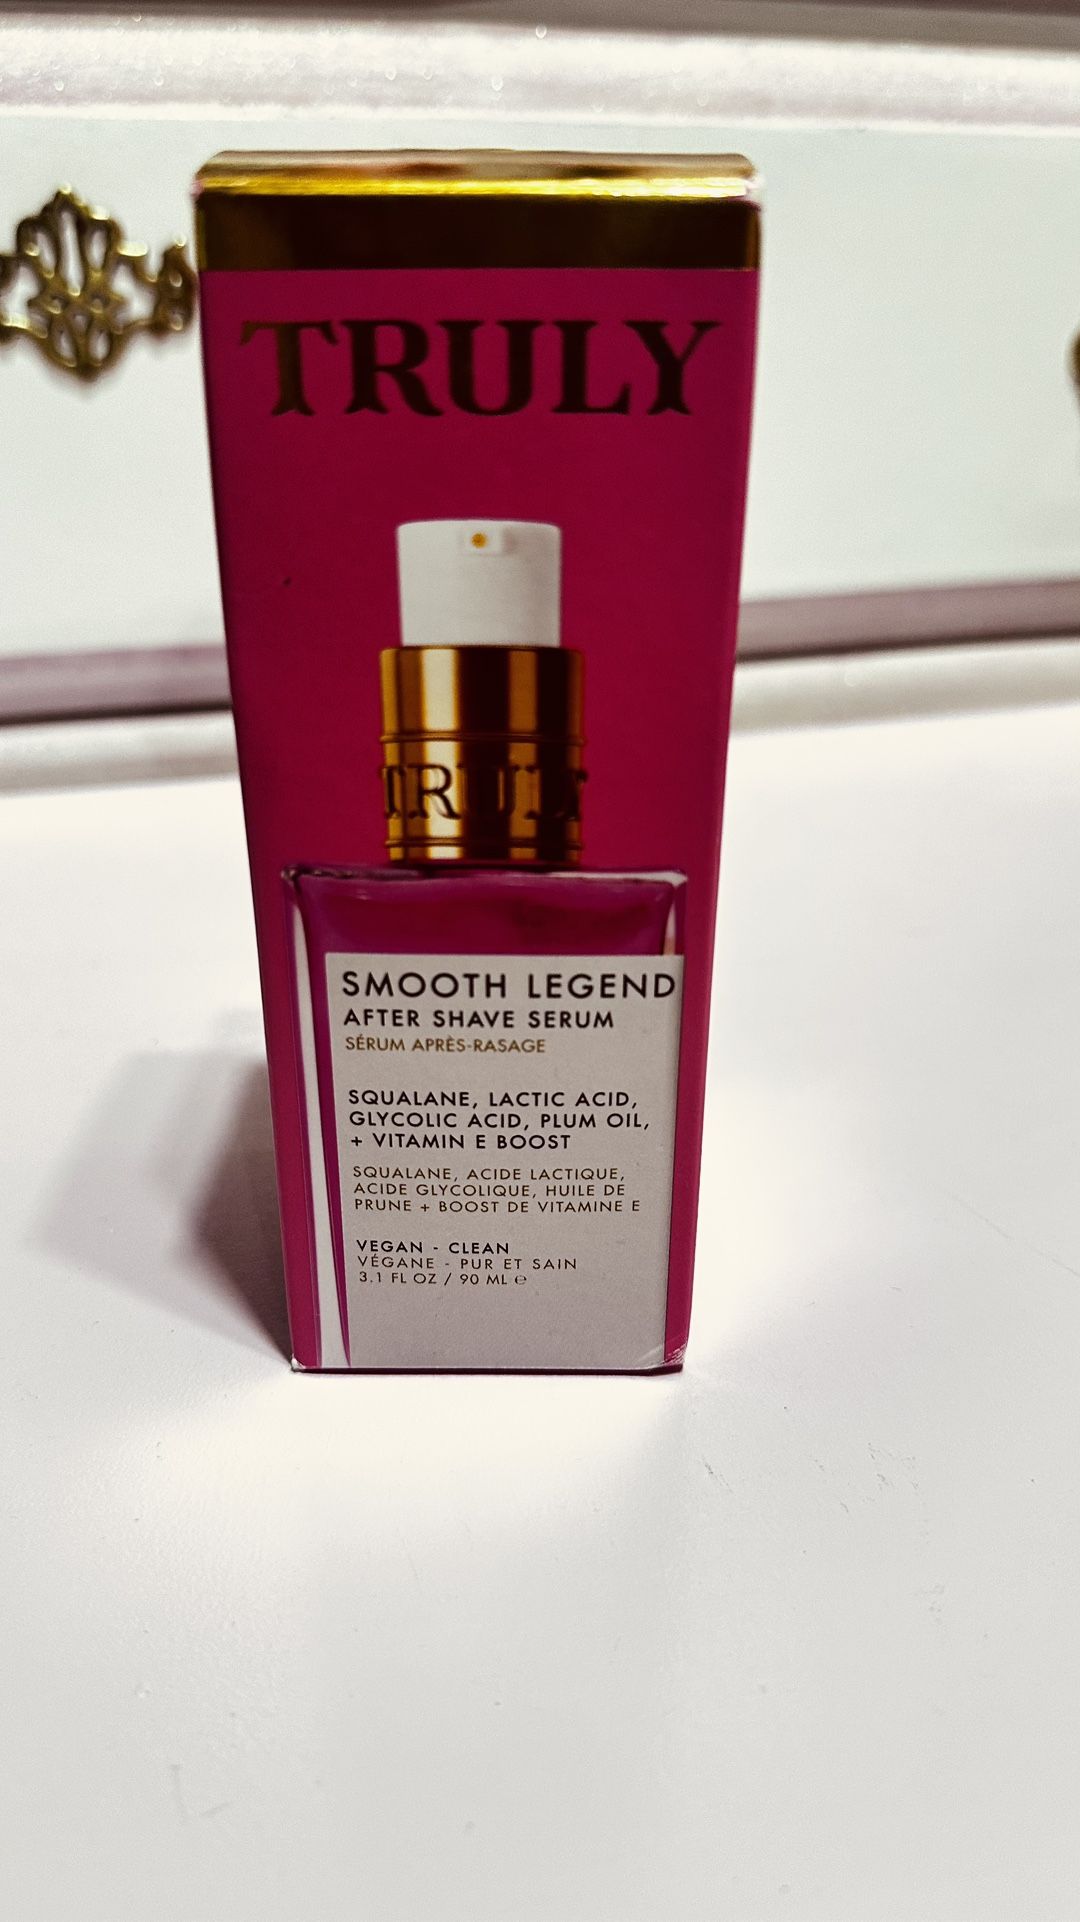 TRULY
TRULY
SMOOTH LEGEND
AFTER SHAVE SERUM
SÉRUM APRÈS-RASAGE
SQUALANE, LACTIC ACID,
GLYCOLIC ACID, PLUM OIL,
+ VITAMIN E BOOST
SQUALANE, ACIDE LACTIQUE,
ACIDE GLYCOLIQUE, HUILE DE
PRUNE + BOOST DE VITAMINE E
VEGAN - CLEAN
VÉGANE - PUR ET SAIN
3.1 FL OZ / 90 ML ℮